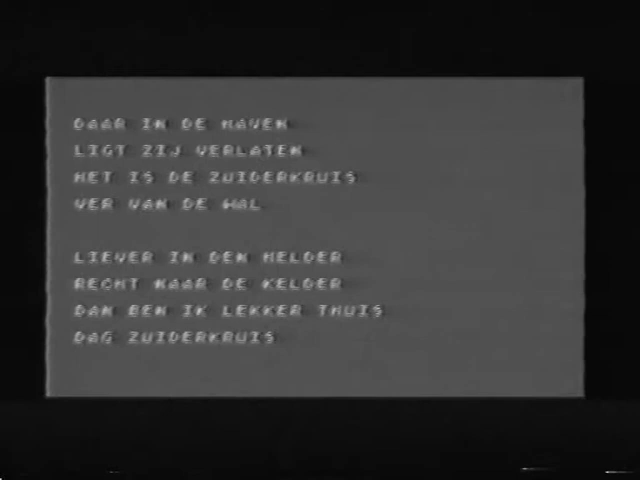 DAAR IN DE HAVEN
LIGT ZIJ VERLATEN
HET IS DE ZUIDERKRUIS
VER VAN DE WAL
LIEVER IN DEN HELDER
RECHT NAAR DE KELDER
DAN BEN IK LEKKER THUIS
DAG ZUIDERKRUIS